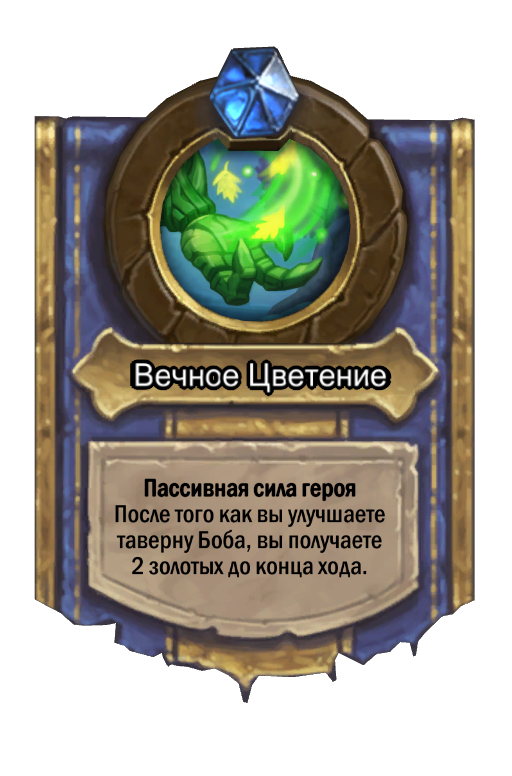 Вечное Цветение
Пассивная сила героя
После того как вы улучшаете
таверну Боба, вы получаете
2 золотых до конца хода.